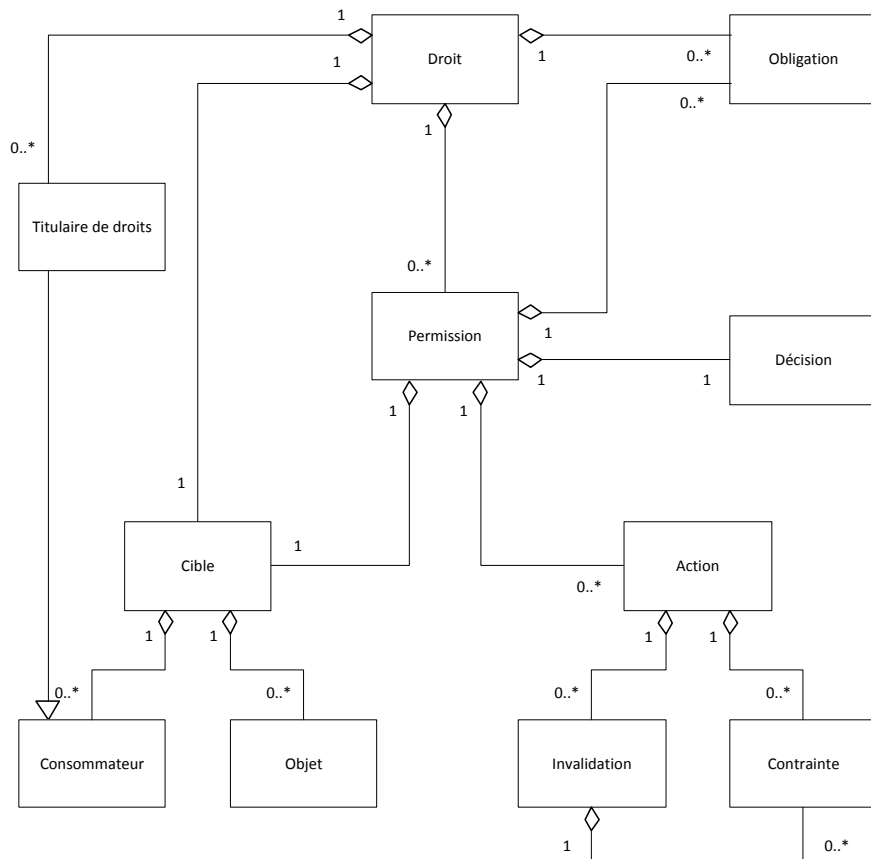 1
Droit
1
0..*
Obligation
1
1
0..*
0..*
Titulaire de droits
0..*
Permission
1
Décision
1
1
1
1
1
Cible
1
0..*
Action
1
1
1
1
0..*
0..*
0..*
0..*
Consommateur
Objet
Invalidation
Contrainte
1
0..*